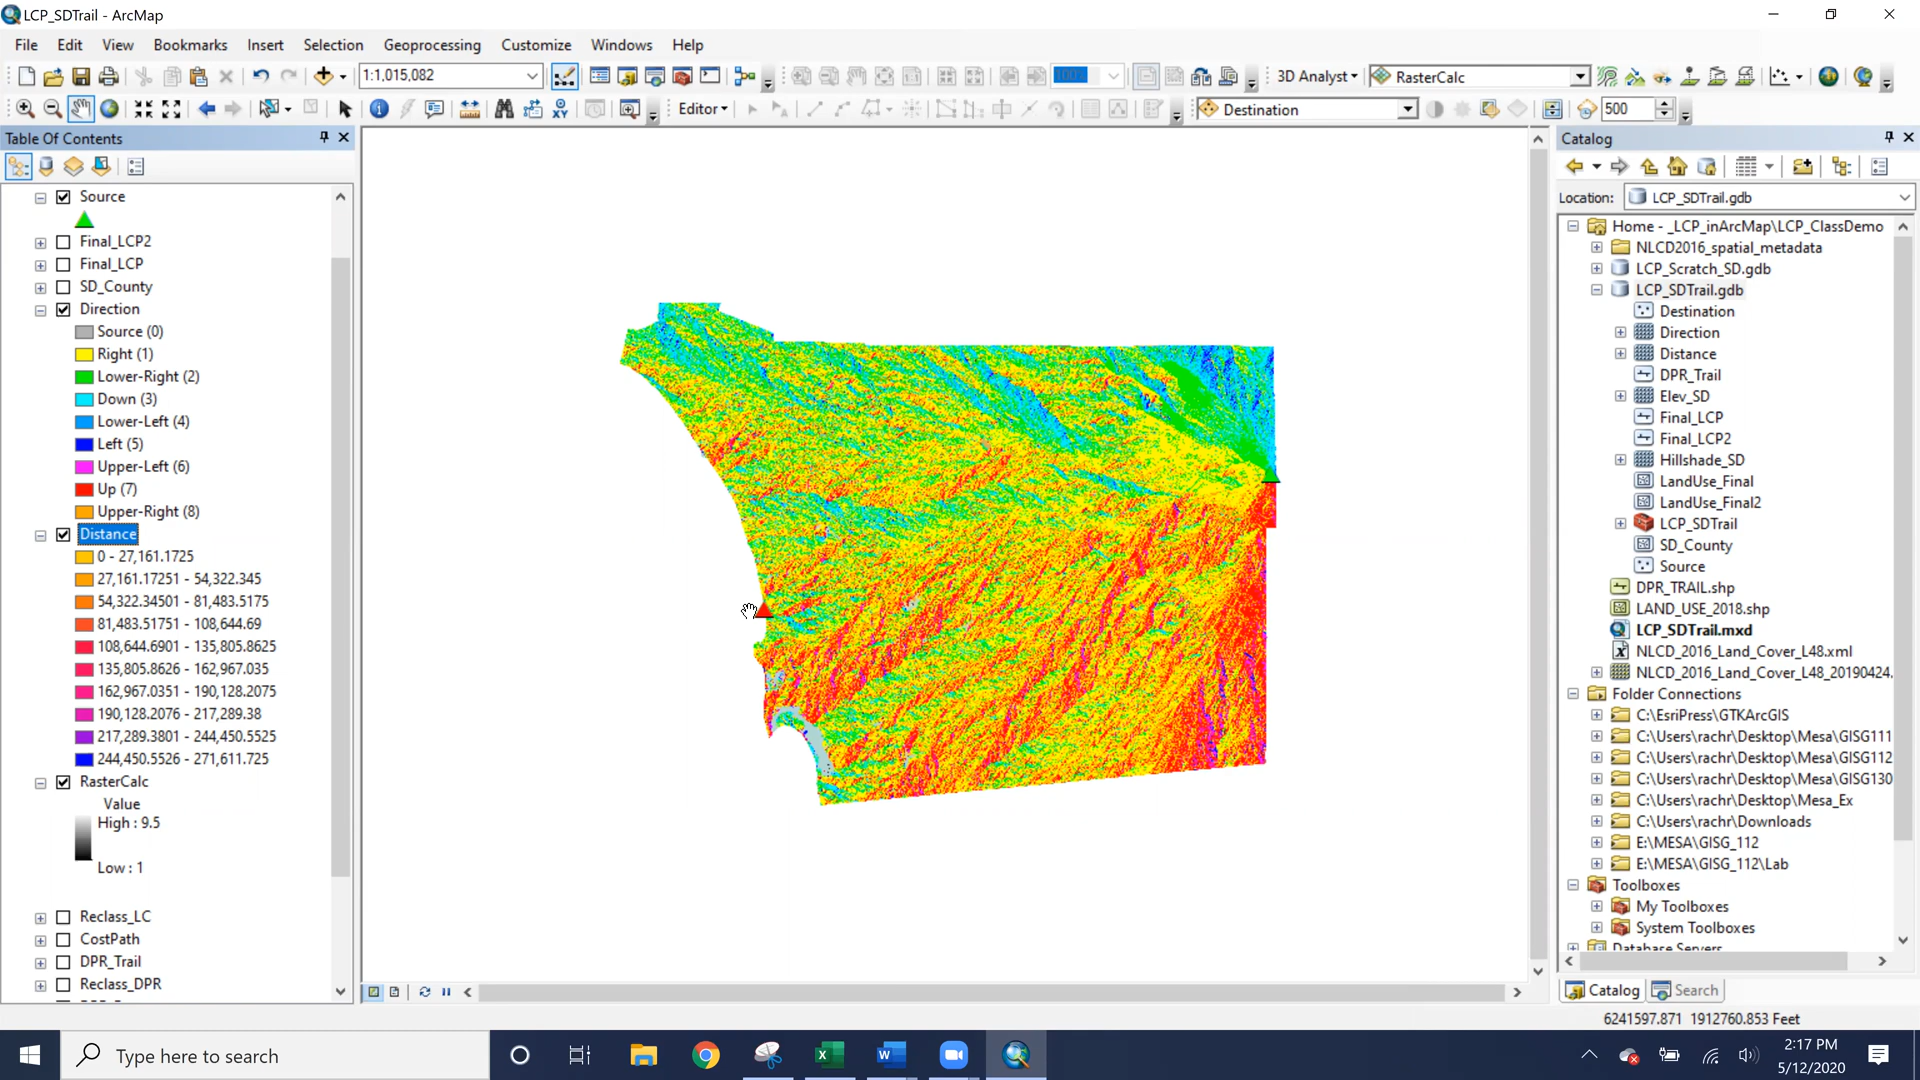 LCP_SDTrail - ArcMap
File Edit View Bookmarks Insert Selection Geoprocessing Customize Windows Help
1:1,015,082
100%
3D Analyst
RasterCalc
Editor
Destination
500
Table Of Contents
Source
Final_LCP2
Final_LCP
SD_County
Direction
Source (0)
Right (1)
Lower-Right (2)
Down (3)
Lower-Left (4)
Left (5)
Upper-Left (6)
Up (7)
Upper-Right (8)
Distance
0 - 27,161.1725
27,161.17251 - 54,322.345
54,322.34501 - 81,483.5175
81,483.51751 - 108,644.69
108,644.6901 - 135,805.8625
135,805.8626 - 162,967.035
162,967.0351 - 190,128.2075
190,128.2076 - 217,289.38
217,289.3801 - 244,450.5525
244,450.5526 - 271,611.725
RasterCalc
Value
High : 9.5
Low : 1
Reclass_LC
CostPath
DPR_Trail
Reclass_DPR
Catalog
Location: LCP_SDTrail.gdb
Home - _LCP_inArcMap\LCP_ClassDemo
NLCD2016_spatial_metadata
LCP_Scratch_SD.gdb
LCP_SDTrail.gdb
Destination
Direction
Distance
DPR_Trail
Elev_SD
Final_LCP
Final_LCP2
Hillshade_SD
LandUse_Final
LandUse_Final2
LCP_SDTrail
SD_County
Source
DPR_TRAIL.shp
LAND_USE_2018.shp
LCP_SDTrail.mxd
NLCD_2016_Land_Cover_L48.xml
NLCD_2016_Land_Cover_L48_20190424.
Folder Connections
C:\EsriPress\GTKArcGIS
C:\Users\rachr\Desktop\Mesa\GISG111
C:\Users\rachr\Desktop\Mesa\GISG112
C:\Users\rachr\Desktop\Mesa\GISG130
C:\Users\rachr\Desktop\Mesa_Ex
C:\Users\rachr\Downloads
E:\MESA\GISG_112
E:\MESA\GISG_112\Lab
Toolboxes
My Toolboxes
System Toolboxes
Database Servers
Catalog Search
6241597.871 1912760.853 Feet
Type here to search
2:17 PM
5/12/2020